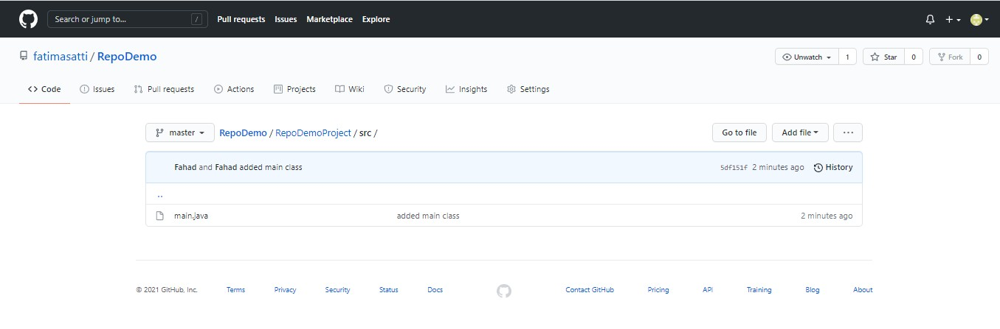 Search or jump to... / Pull requests Issues Marketplace Explore
fatimasatti / RepoDemo Unwatch 1 Star 0 Fork 0
Code Issues Pull requests Actions Projects Wiki Security Insights Settings
master RepoDemo / RepoDemoProject / src / Go to file Add file ...
Fahad and Fahad added main class 5df151f 2 minutes ago History
..
main.java added main class 2 minutes ago
© 2021 GitHub, Inc. Terms Privacy Security Status Docs Contact GitHub Pricing API Training Blog About